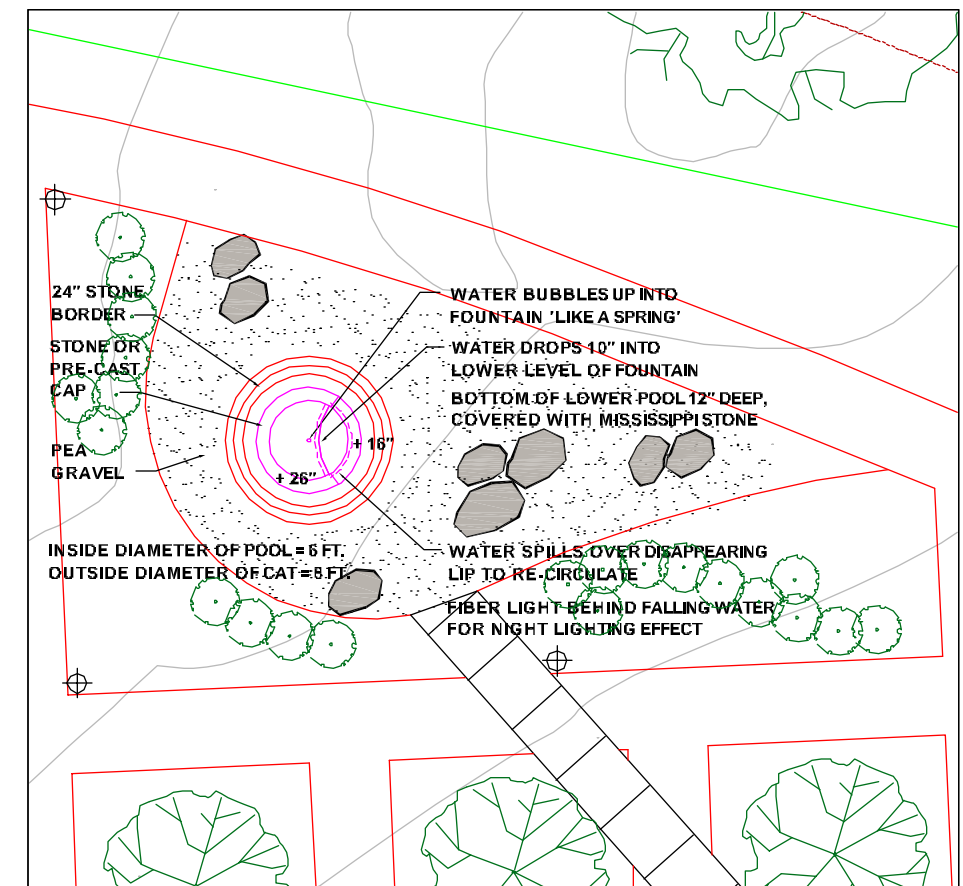 24" STONE
BORDER
STONE OR
PRE-CAST
CAP
PEA
GRAVEL
WATER BUBBLES UP INTO
FOUNTAIN 'LIKE A SPRING'
WATER DROPS 10" INTO
LOWER LEVEL OF FOUNTAIN
BOTTOM OF LOWER POOL 12" DEEP,
COVERED WITH MISSISSIPPI STONE
+ 16"
+ 26"
INSIDE DIAMETER OF POOL = 6 FT.
OUTSIDE DIAMETER OF CAT = 8 FT.
WATER SPILLS OVER DISAPPEARING
LIP TO RE-CIRCULATE
FIBER LIGHT BEHIND FALLING WATER
FOR NIGHT LIGHTING EFFECT